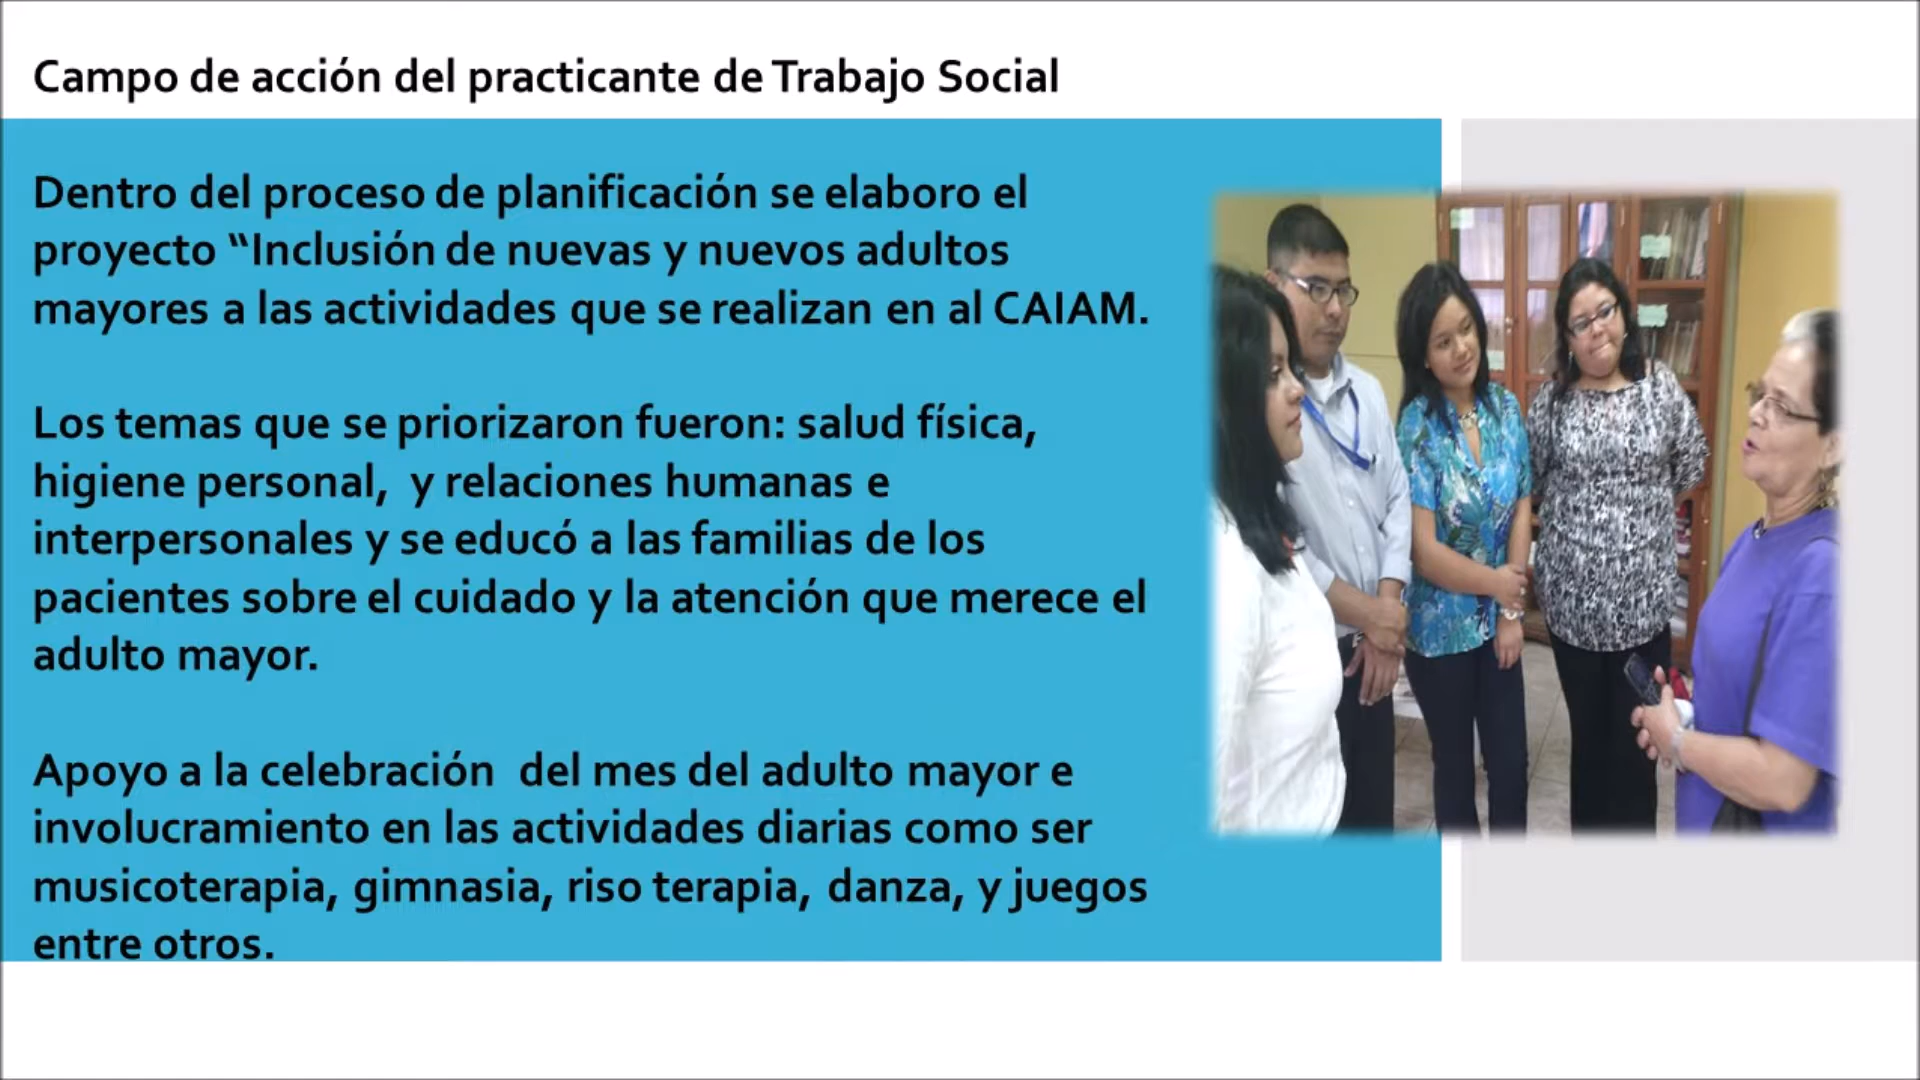 Campo de acción del practicante de Trabajo Social
Dentro del proceso de planificación se elaboro el
proyecto “Inclusión de nuevas y nuevos adultos
mayores a las actividades que se realizan en al CAIAM.
Los temas que se priorizaron fueron: salud física,
higiene personal,  y relaciones humanas e
interpersonales y se educó a las familias de los
pacientes sobre el cuidado y la atención que merece el
adulto mayor.
Apoyo a la celebración  del mes del adulto mayor e
involucramiento en las actividades diarias como ser
musicoterapia, gimnasia, riso terapia, danza, y juegos
entre otros.